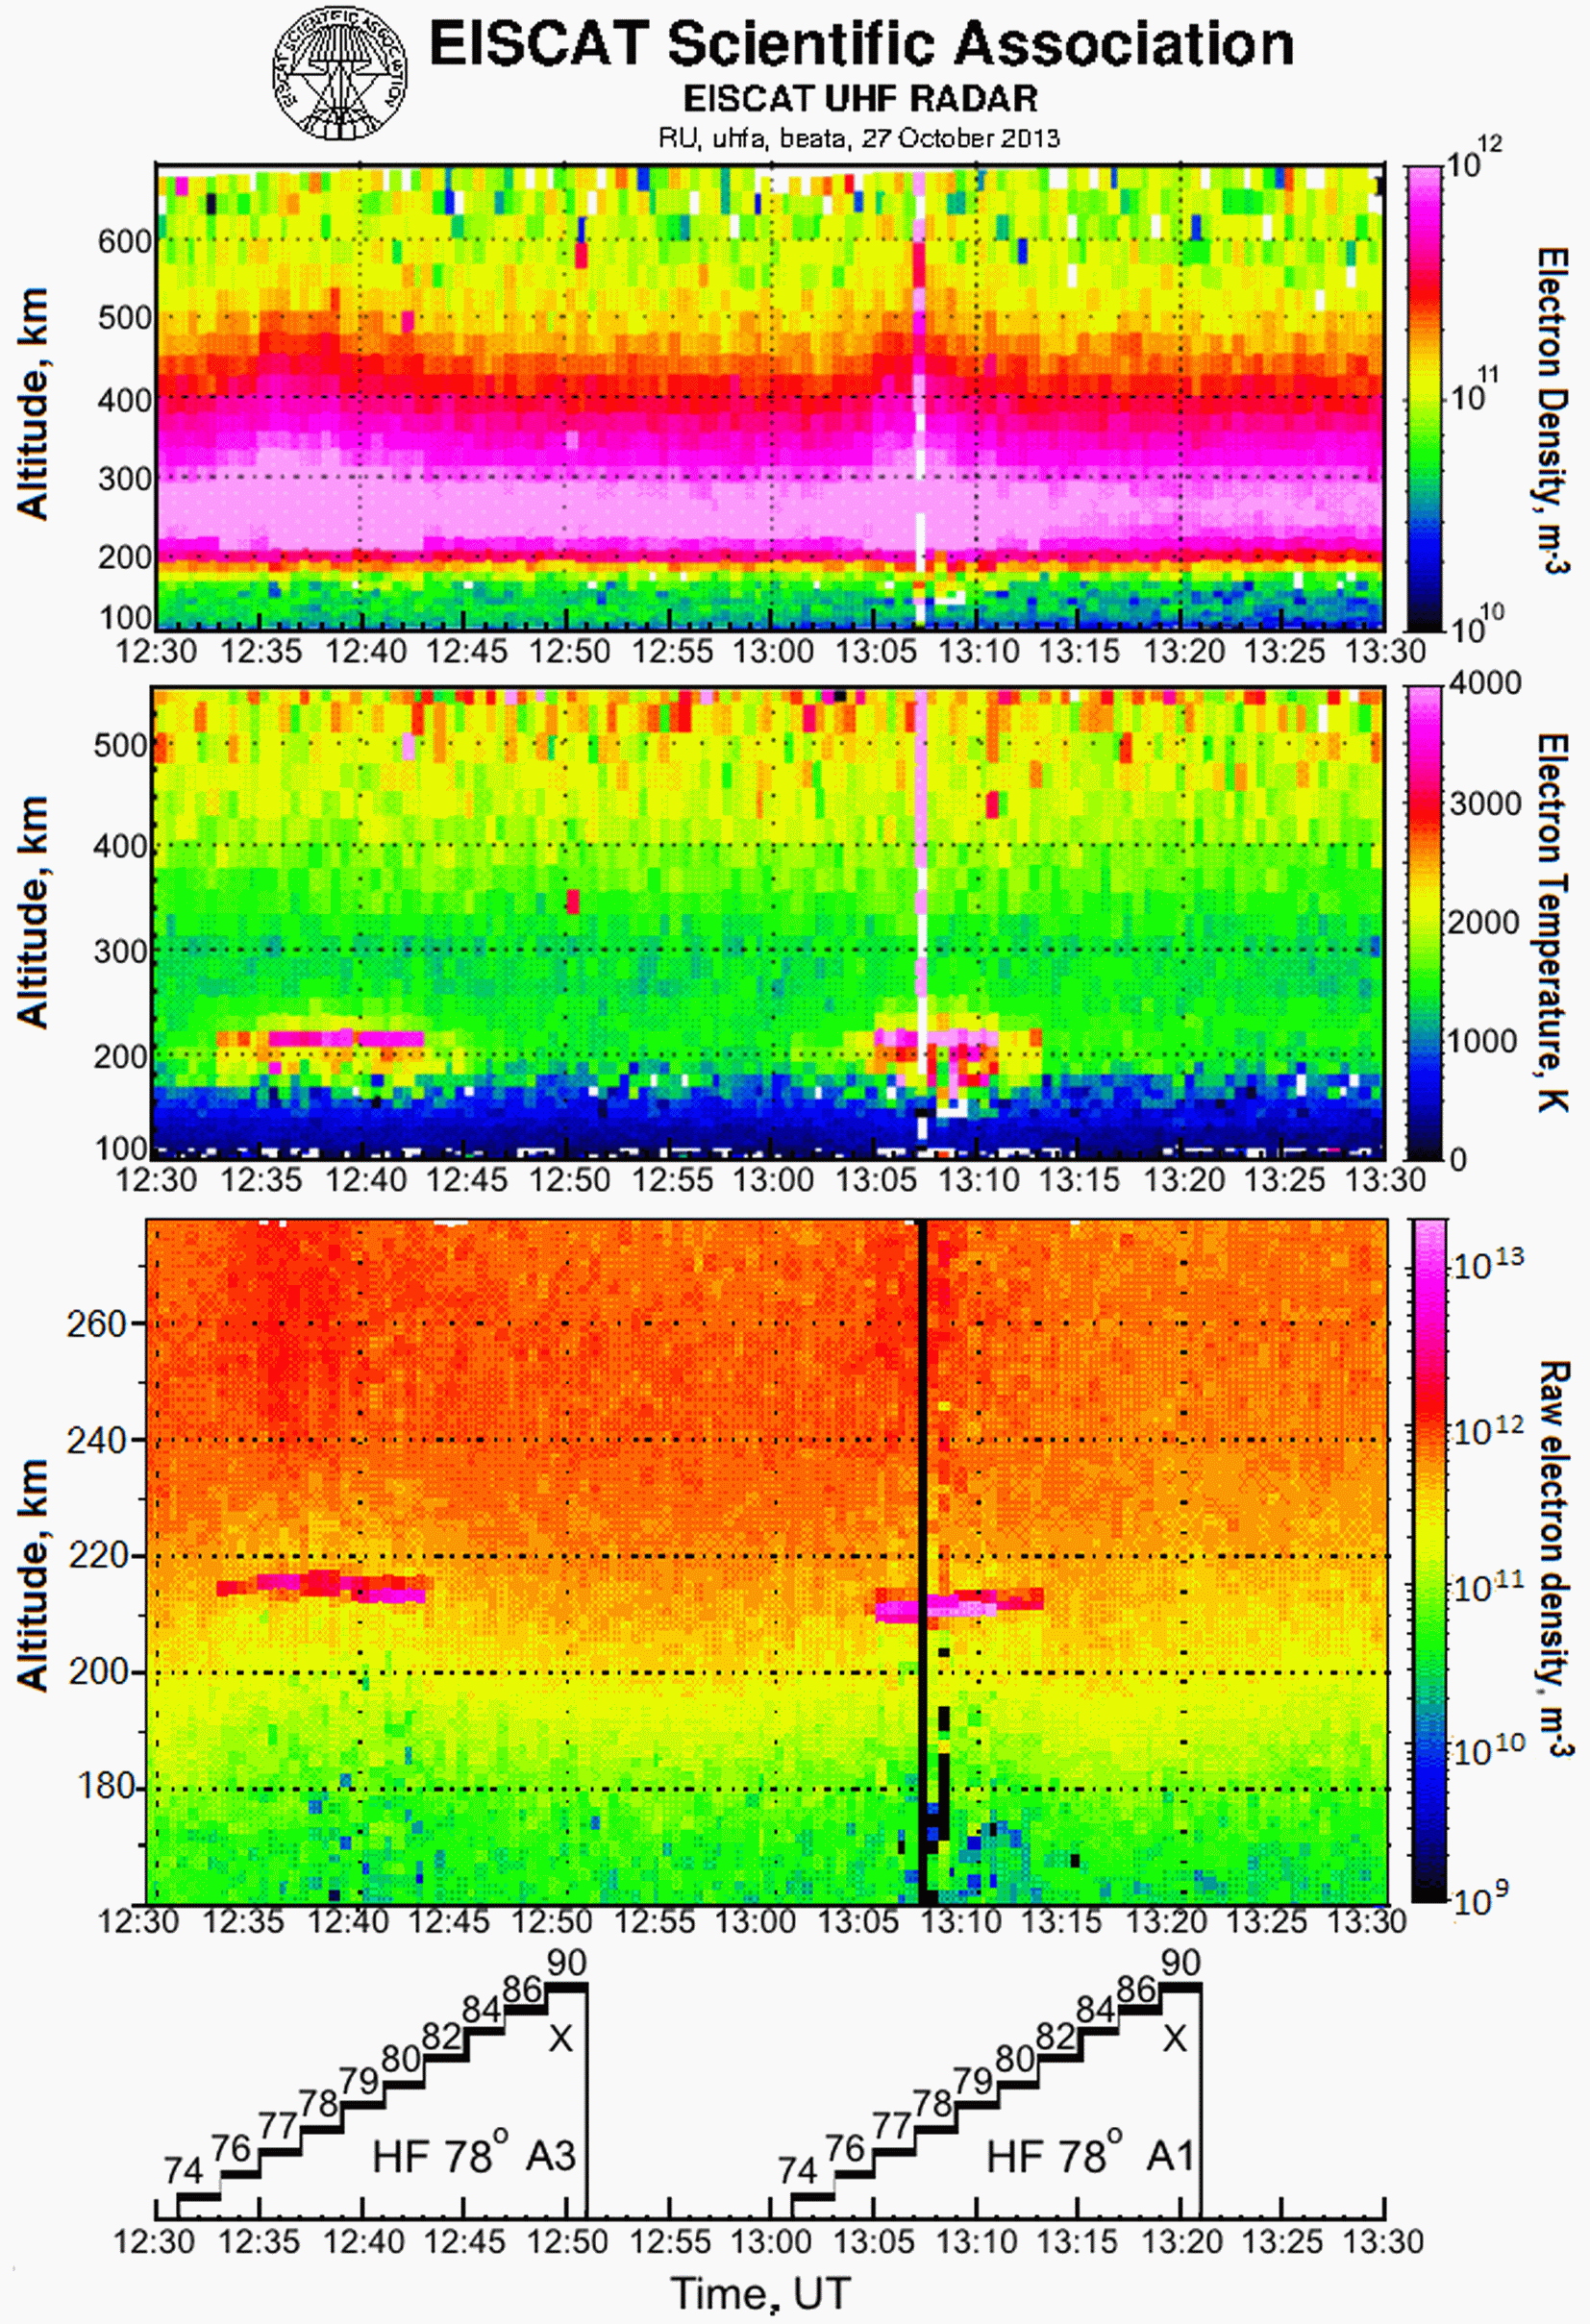 EISCAT SCIENTIFIC ASSOCIATION
EISCAT Scientific Association
EISCAT UHF RADAR
RU, uhfa, beata, 27 October 2013
Altitude, km
600
500
400
300
200
100
12:30 12:35 12:40 12:45 12:50 12:55 13:00 13:05 13:10 13:15 13:20 13:25 13:30
10^12
10^11
10^10
Electron Density, m-3
Altitude, km
500
400
300
200
100
12:30 12:35 12:40 12:45 12:50 12:55 13:00 13:05 13:10 13:15 13:20 13:25 13:30
4000
3000
2000
1000
0
Electron Temperature, K
Altitude, km
260
240
220
200
180
12:30 12:35 12:40 12:45 12:50 12:55 13:00 13:05 13:10 13:15 13:20 13:25 13:30
10^13
10^12
10^11
10^10
10^9
Raw electron density, m-3
74 76 77 78 79 80 82 84 86 90
X
HF 78° A3
74 76 77 78 79 80 82 84 86 90
X
HF 78° A1
12:30 12:35 12:40 12:45 12:50 12:55 13:00 13:05 13:10 13:15 13:20 13:25 13:30
Time, UT